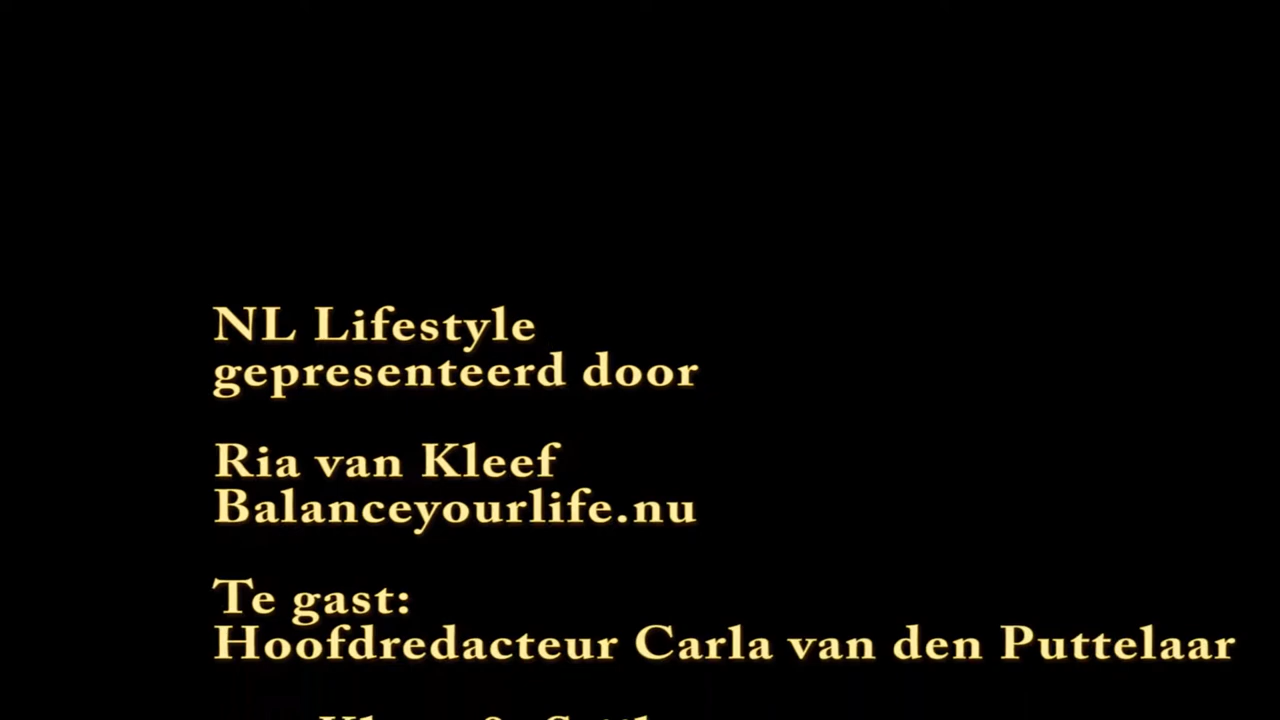 NL Lifestyle
gepresenteerd door
Ria van Kleef
Balanceyourlife.nu
Te gast:
Hoofdredacteur Carla van den Puttelaar